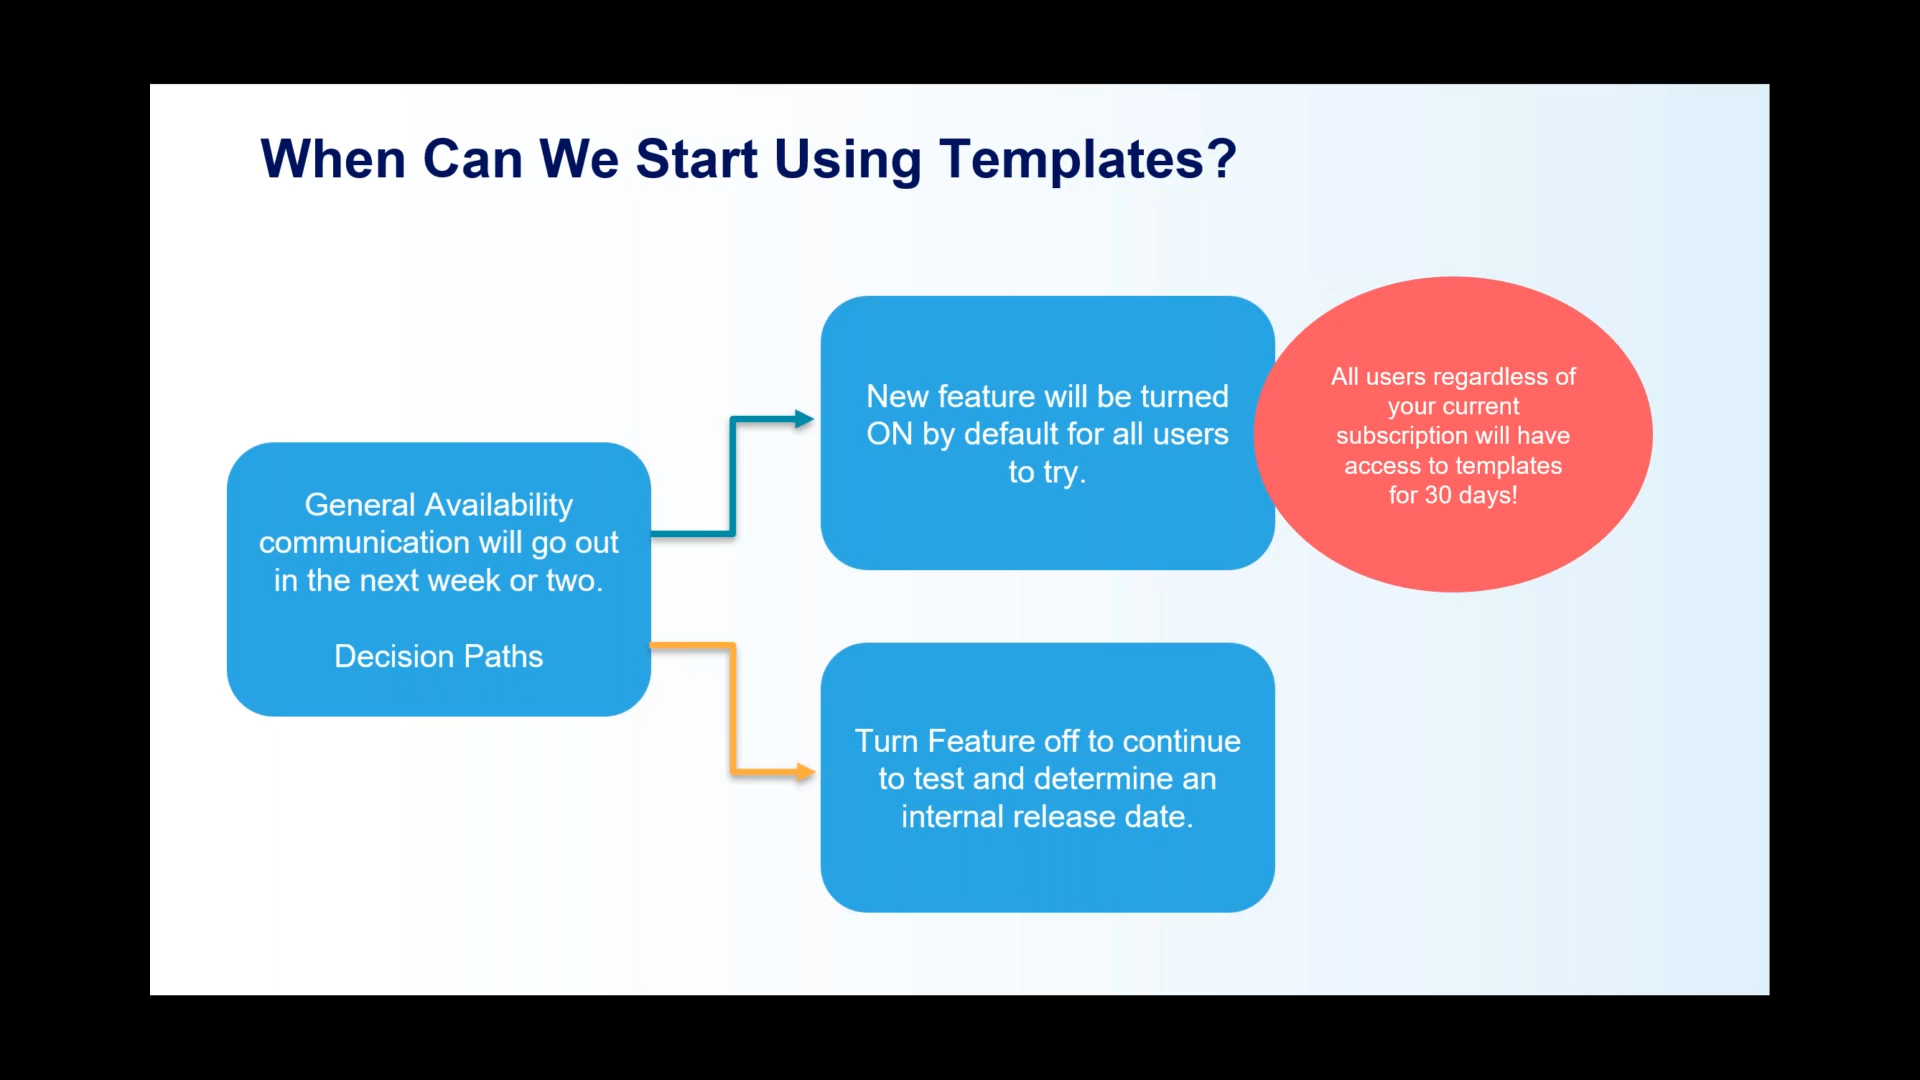 When Can We Start Using Templates?
General Availability
communication will go out
in the next week or two.
Decision Paths
New feature will be turned
ON by default for all users
to try.
All users regardless of
your current
subscription will have
access to templates
for 30 days!
Turn Feature off to continue
to test and determine an
internal release date.